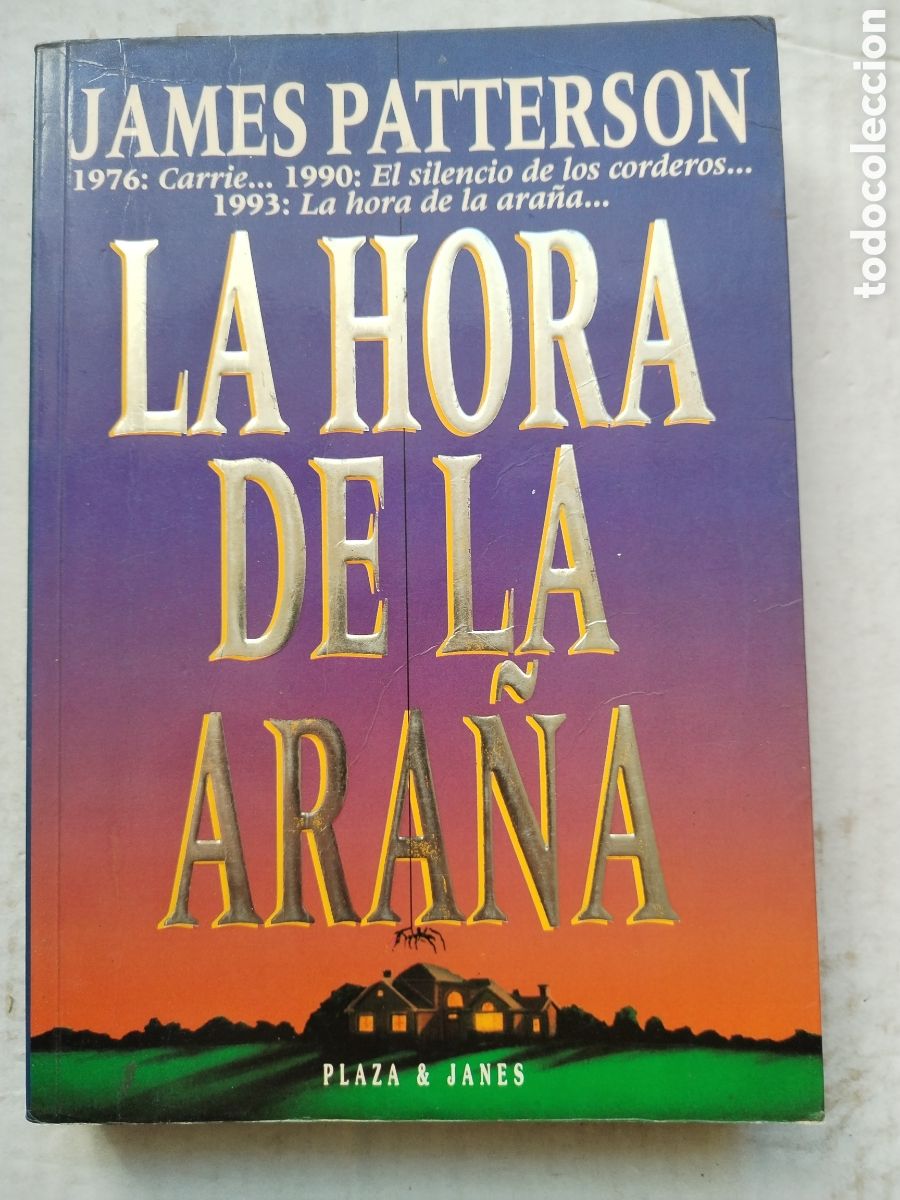 JAMES PATTERSON
1976: Carrie... 1990: El silencio de los corderos...
1993: La hora de la araña...
LA HORA
DE LA
ARAÑA
PLAZA & JANES
todocoleccion